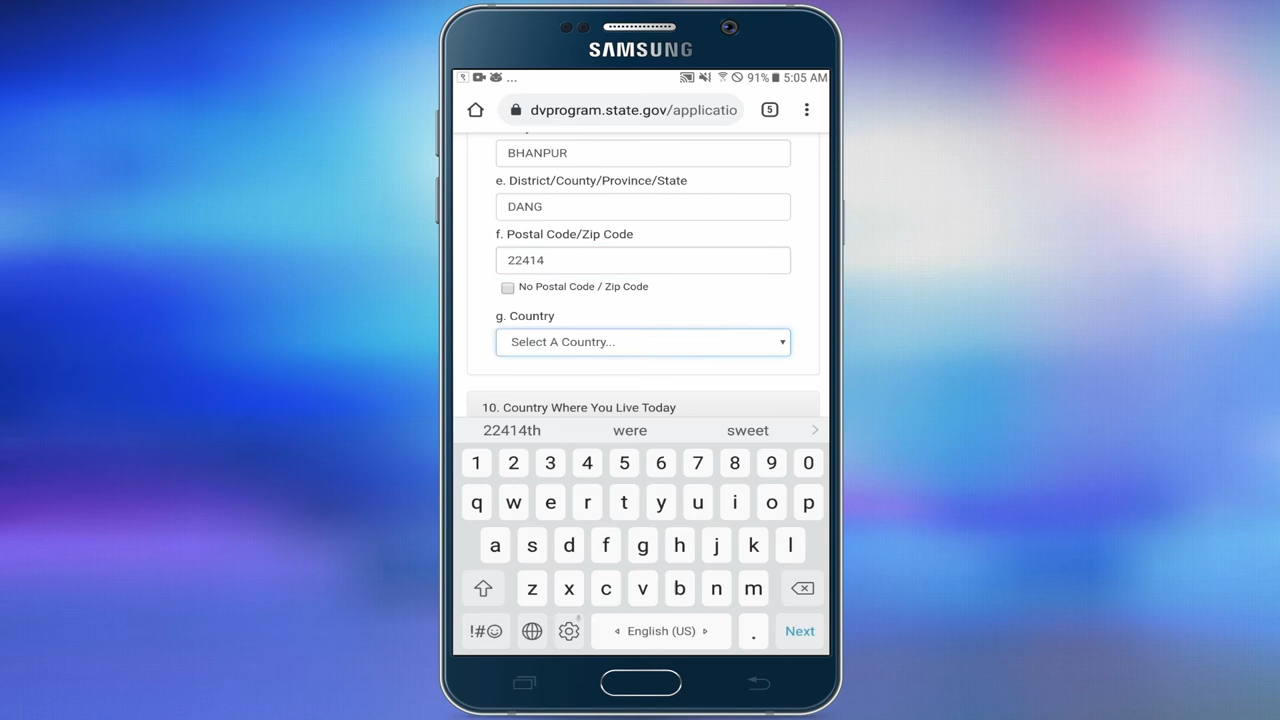 SAMSUNG
... 91% 5:05 AM
dvprogram.state.gov/applicatio 5
BHANPUR
e. District/County/Province/State
DANG
f. Postal Code/Zip Code
22414
No Postal Code / Zip Code
g. Country
Select A Country...
10. Country Where You Live Today
22414th were sweet
1 2 3 4 5 6 7 8 9 0
q w e r t y u i o p
a s d f g h j k l
z x c v b n m
!#☺ English (US) . Next